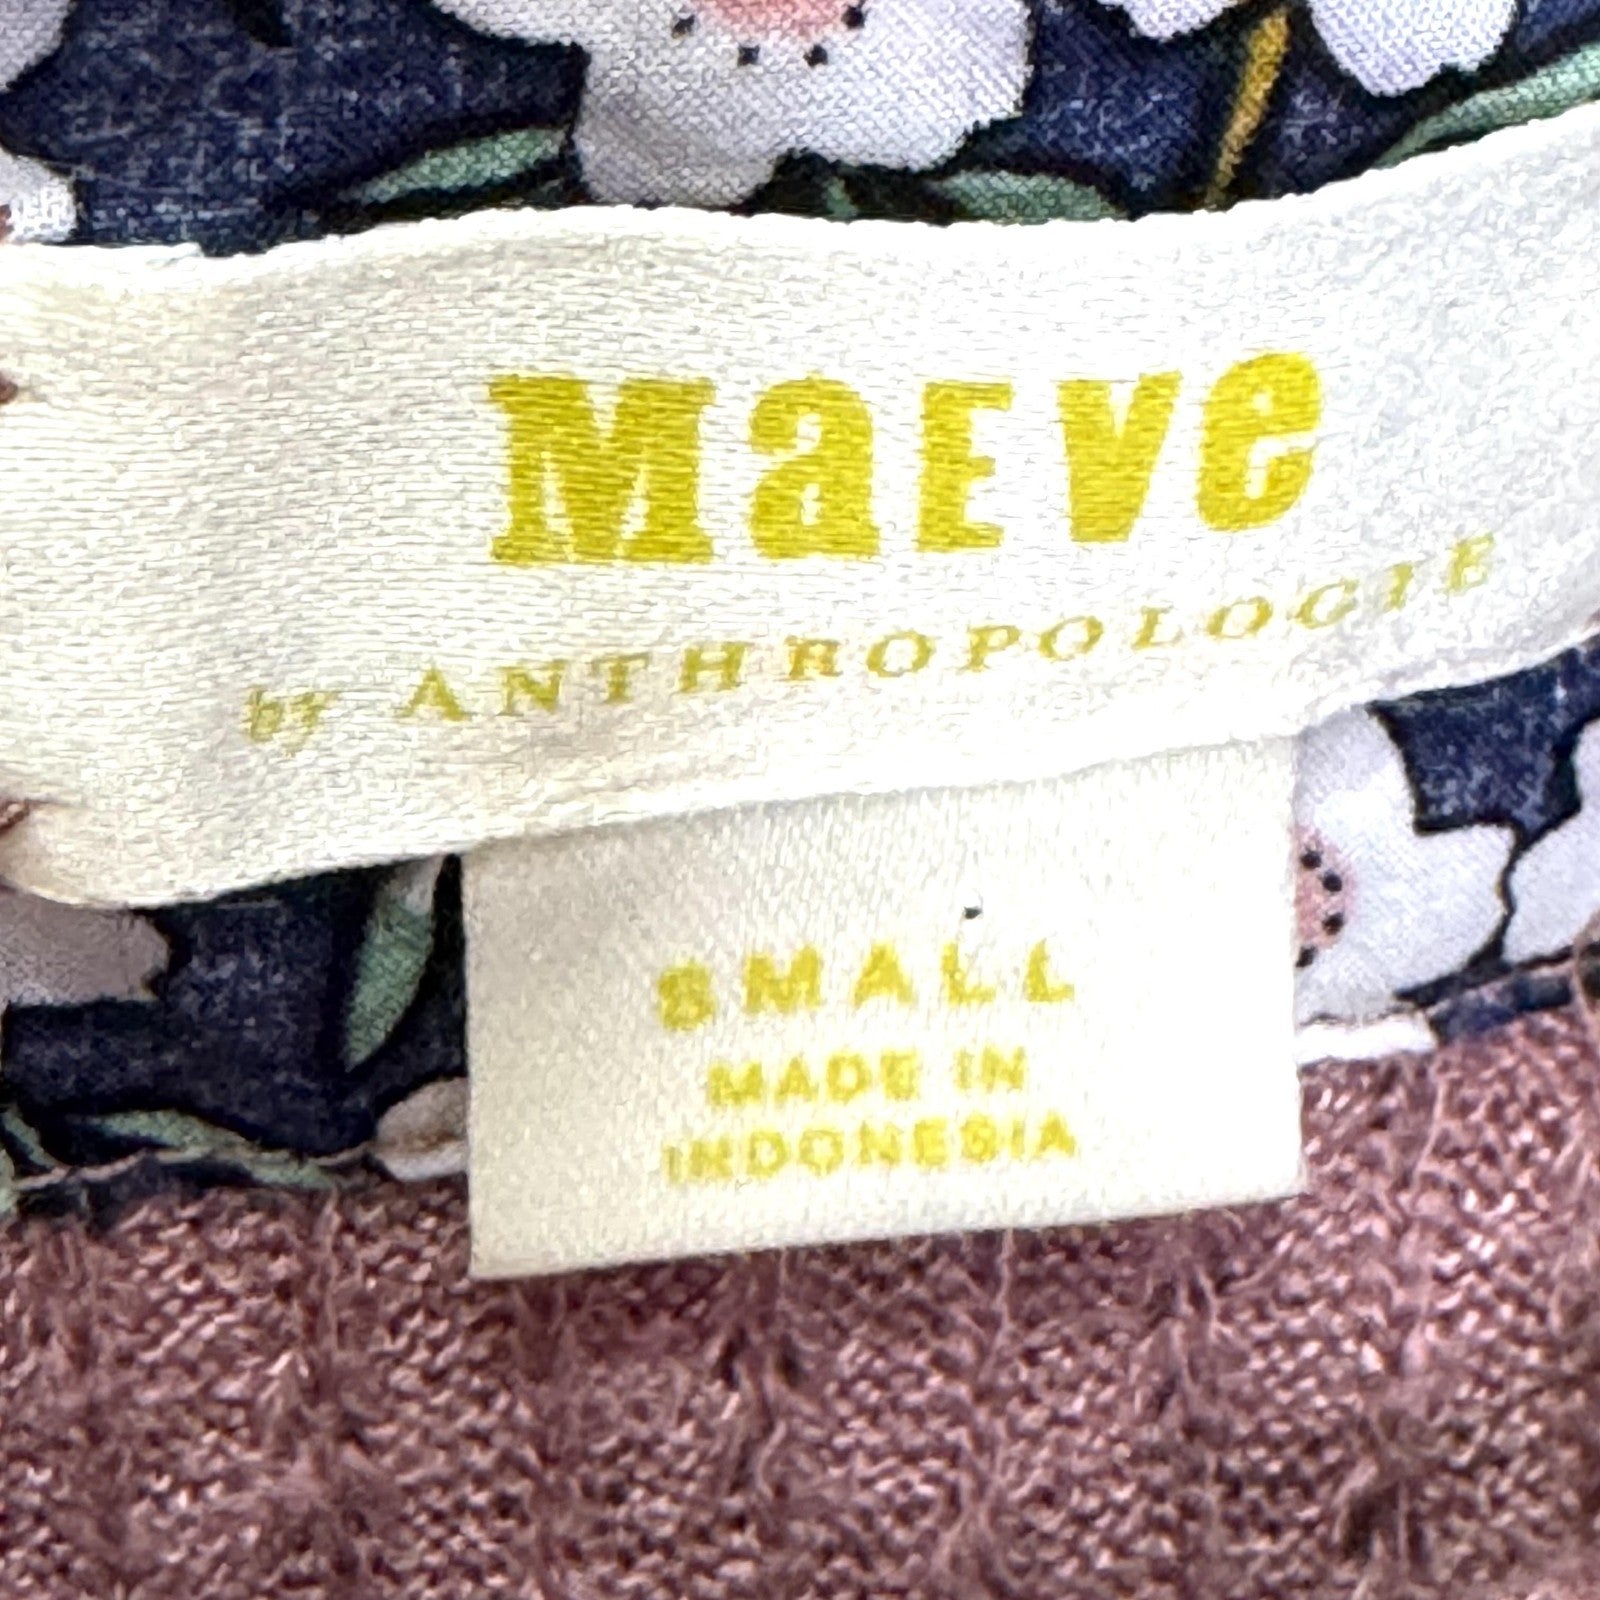 MaEve
by ANTHROPOLOGIE
SMALL
MADE IN
INDONESIA